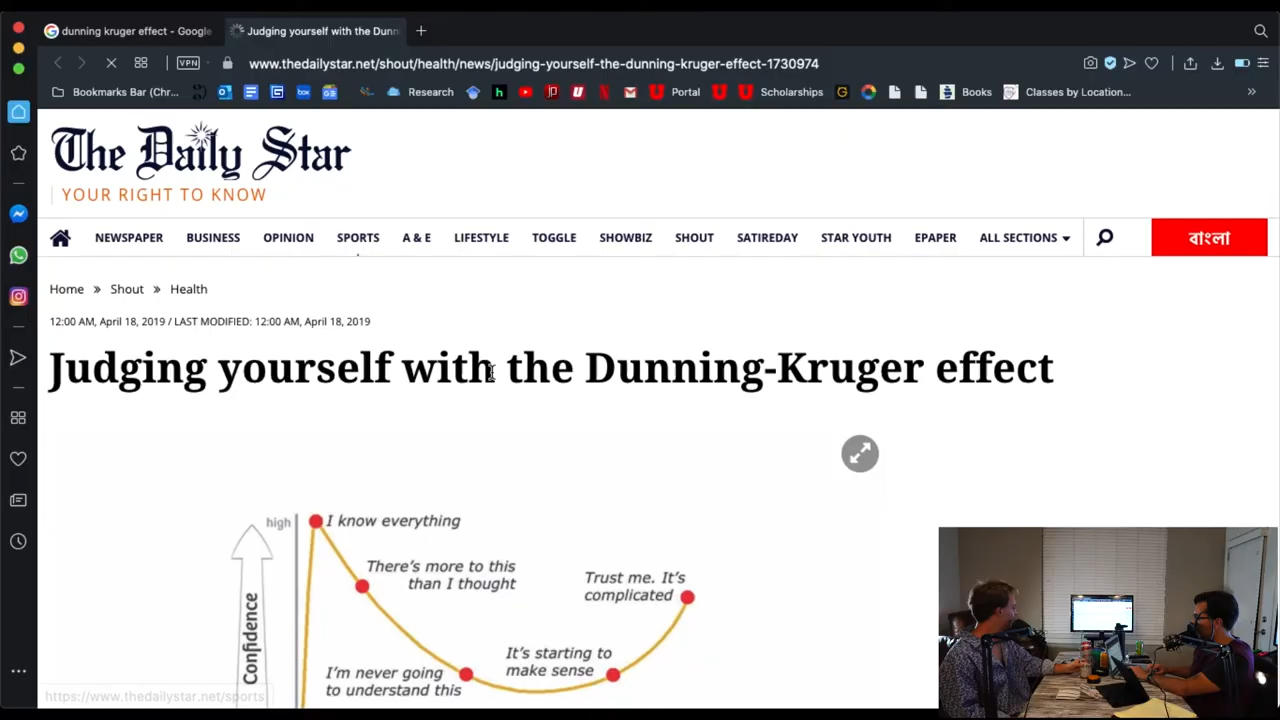 dunning kruger effect - Google
Judging yourself with the Dunn
VPN
www.thedailystar.net/shout/health/news/judging-yourself-the-dunning-kruger-effect-1730974
Bookmarks Bar (Chr... Research Portal Scholarships Books Classes by Location...
The Daily Star
YOUR RIGHT TO KNOW
NEWSPAPER BUSINESS OPINION SPORTS A & E LIFESTYLE TOGGLE SHOWBIZ SHOUT SATIREDAY STAR YOUTH EPAPER ALL SECTIONS বাংলা
Home » Shout » Health
12:00 AM, April 18, 2019 / LAST MODIFIED: 12:00 AM, April 18, 2019
Judging yourself with the Dunning-Kruger effect
high
I know everything
There's more to this
than I thought
Trust me. It's
complicated
Confidence
It's starting to
make sense
I'm never going
to understand this
https://www.thedailystar.net/sports